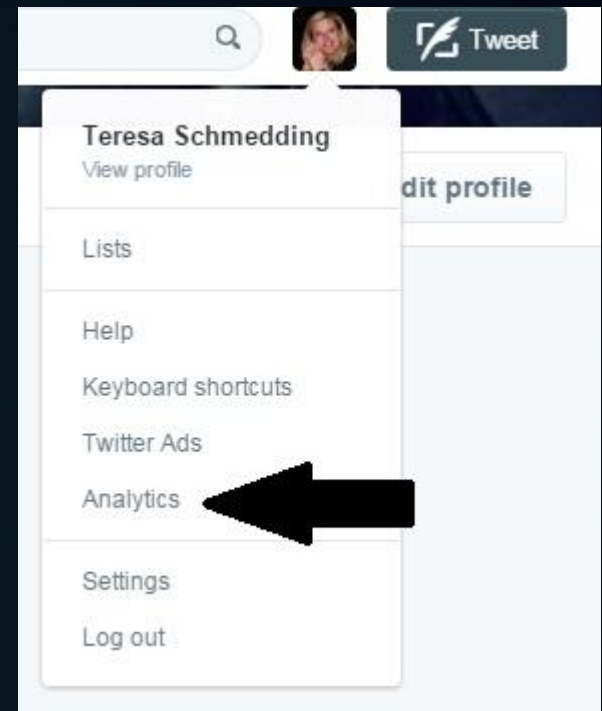 Tweet
Teresa Schmedding
View profile
dit profile
Lists
Help
Keyboard shortcuts
Twitter Ads
Analytics
Settings
Log out